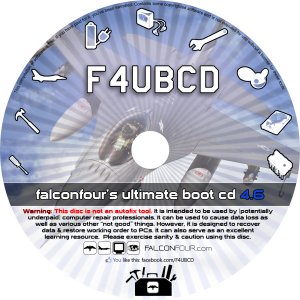 F4UBCD
falconfour's ultimate boot cd 4.6
Warning: This disc is not an autofix tool. It is intended to be used by (potentially
underpaid) computer repair professionals. It can be used to cause data loss as
well as various other "not good" things. However, it is designed to recover
data & restore working order to PCs. It can also serve as an excellent
learning resource. Please exercise sanity & caution using this disc.
FALCONFOUR.com
You like this: facebook.com/F4UBCD